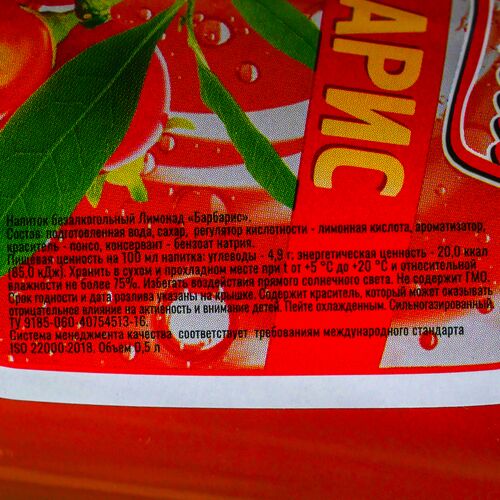 АРИС
Напиток безалкогольный Лимонад «Барбарис».
Состав: подготовленная вода, сахар, регулятор кислотности - лимонная кислота, ароматизатор,
краситель - понсо, консервант - бензоат натрия.
Пищевая ценность на 100 мл напитка: углеводы - 4,9 г, энергетическая ценность - 20,0 ккал
(85,0 кДж). Хранить в сухом и прохладном месте при t от +5 °C до +20 °C и относительной
влажности не более 75%. Избегать воздействия прямого солнечного света. Не содержит ГМО.
Срок годности и дата розлива указаны на крышке. Содержит краситель, который может оказывать
отрицательное влияние на активность и внимание детей. Пейте охлажденным. Сильногазированный.
ТУ 9185-060-40754513-16.
Система менеджмента качества соответствует требованиям международного стандарта
ISO 22000:2018. Объем 0,5 л